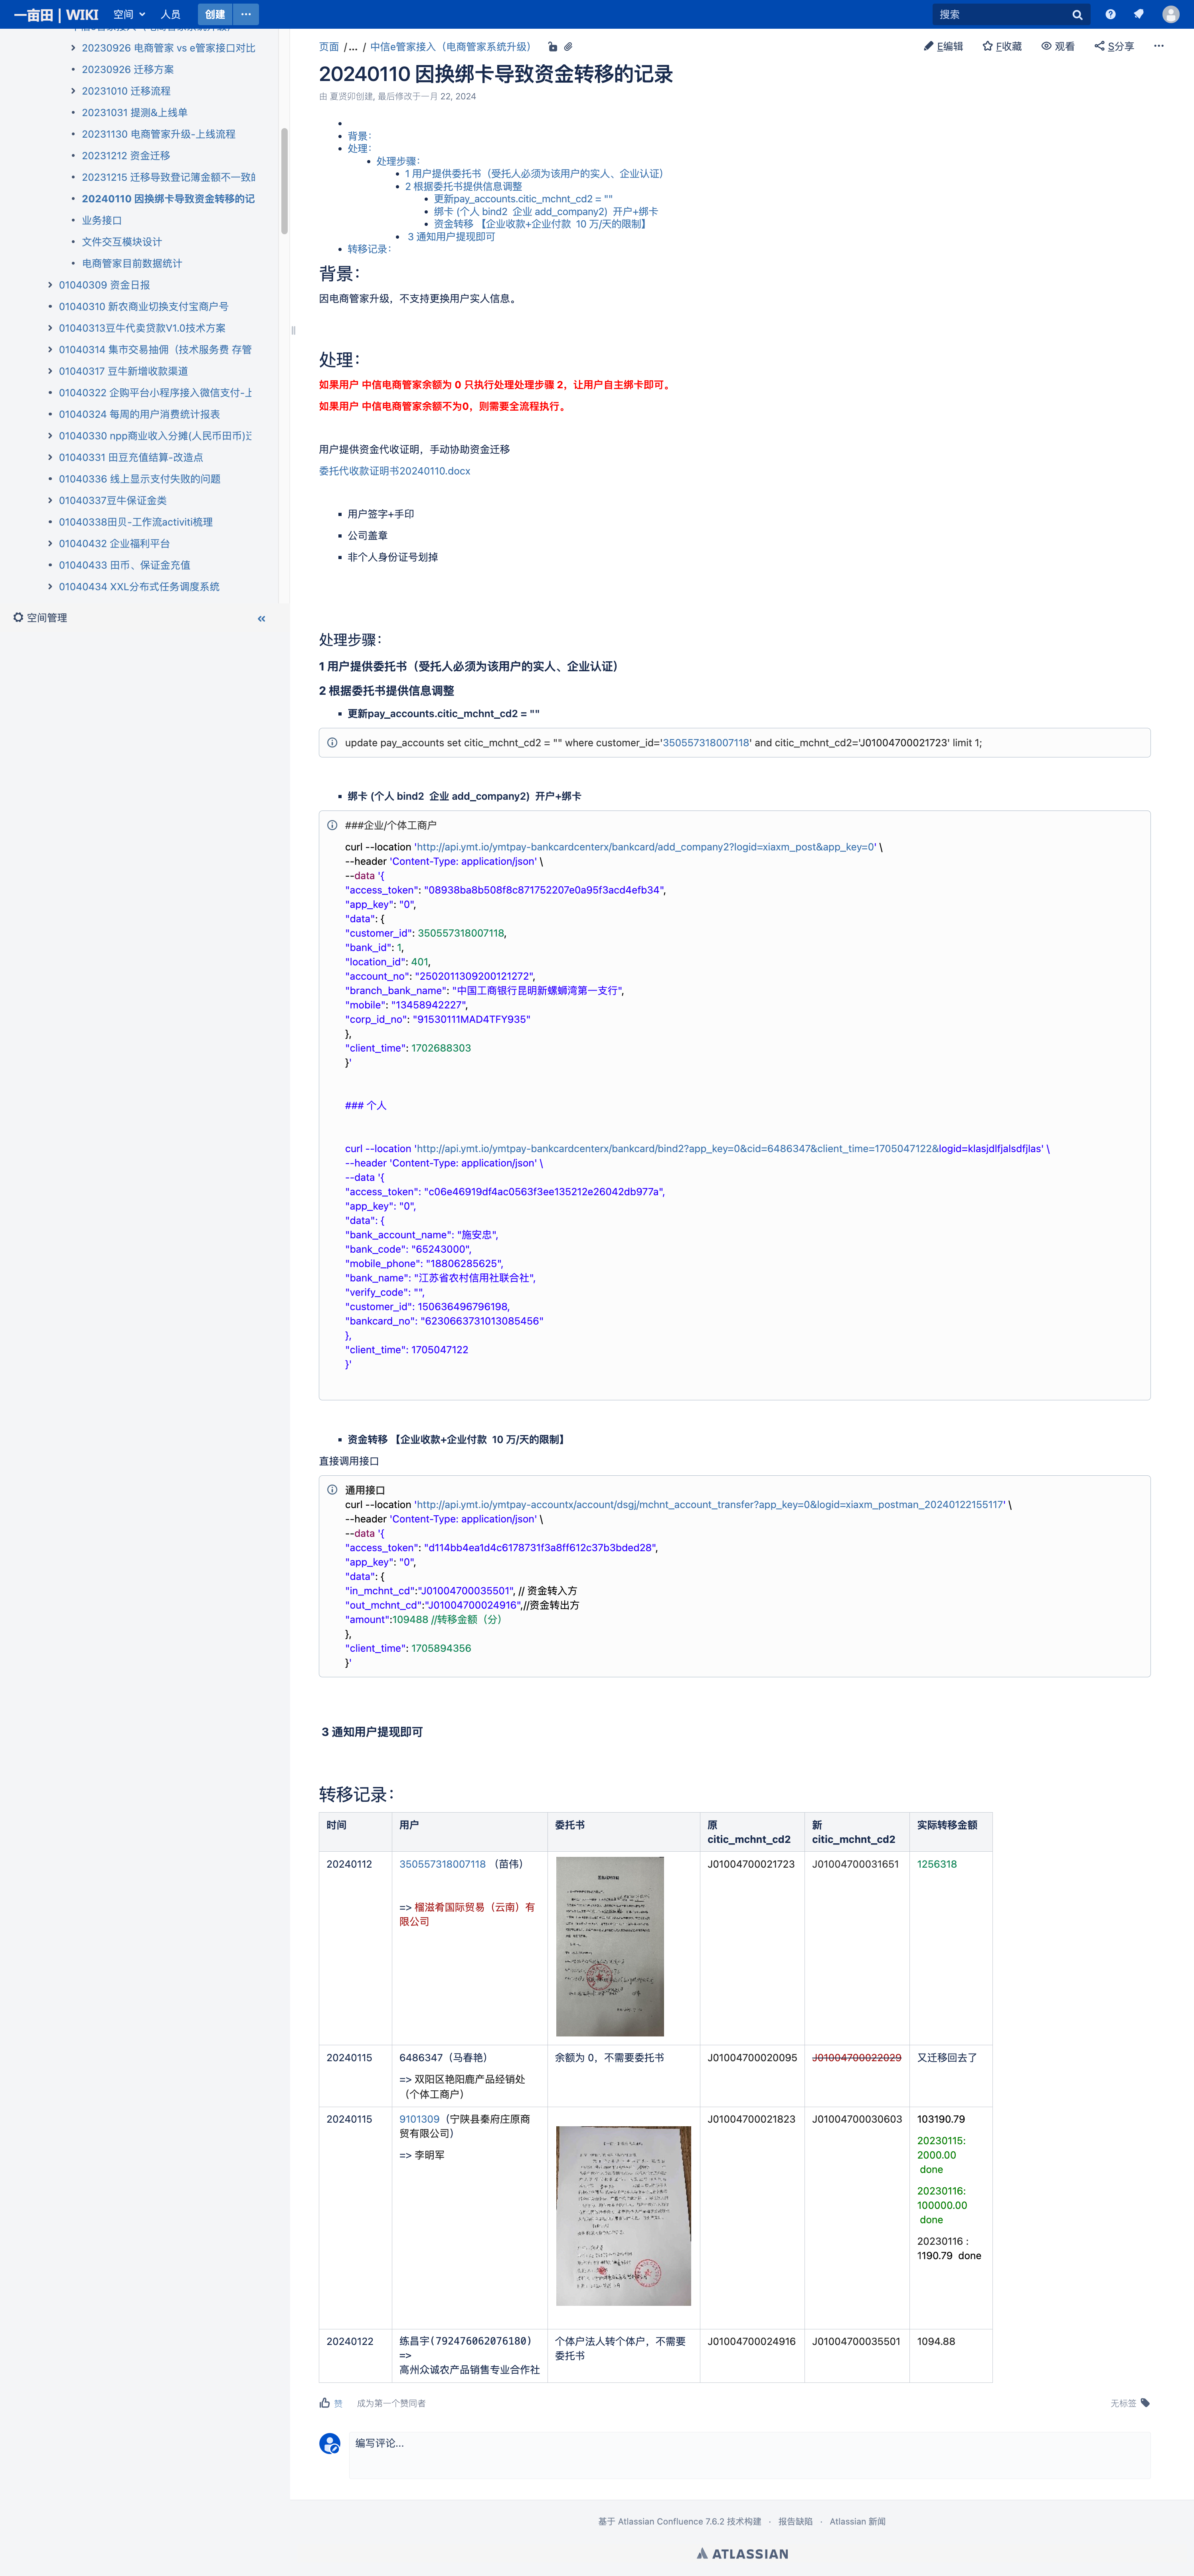 一亩田 | WIKI 空间 人员 创建 ··· 搜索
20230926 电商管家 vs e管家接口对比
20230926 迁移方案
20231010 迁移流程
20231031 提测&上线单
20231130 电商管家升级-上线流程
20231212 资金迁移
20231215 迁移导致登记簿金额不一致的
20240110 因换绑卡导致资金转移的记
业务接口
文件交互模块设计
电商管家目前数据统计
01040309 资金日报
01040310 新农商业切换支付宝商户号
01040313豆牛代卖贷款V1.0技术方案
01040314 集市交易抽佣（技术服务费 存管
01040317 豆牛新增收款渠道
01040322 企购平台小程序接入微信支付-上
01040324 每周的用户消费统计报表
01040330 npp商业收入分摊(人民币田币)
01040331 田豆充值结算-改造点
01040336 线上显示支付失败的问题
01040337豆牛保证金类
01040338田贝-工作流activiti梳理
01040432 企业福利平台
01040433 田币、保证金充值
01040434 XXL分布式任务调度系统
空间管理
页面 /… / 中信e管家接入（电商管家系统升级）
E编辑 F收藏 观看 S分享 ···
20240110 因换绑卡导致资金转移的记录
由 夏贤卯创建, 最后修改于一月 22, 2024
背景：
处理：
处理步骤：
1 用户提供委托书（受托人必须为该用户的实人、企业认证）
2 根据委托书提供信息调整
更新pay_accounts.citic_mchnt_cd2 = ""
绑卡 (个人 bind2 企业 add_company2) 开户+绑卡
资金转移 【企业收款+企业付款 10 万/天的限制】
3 通知用户提现即可
转移记录：
背景：
因电商管家升级，不支持更换用户实人信息。
处理：
如果用户 中信电商管家余额为 0 只执行处理处理步骤 2，让用户自主绑卡即可。
如果用户 中信电商管家余额不为0，则需要全流程执行。
用户提供资金代收证明，手动协助资金迁移
委托代收款证明书20240110.docx
用户签字+手印
公司盖章
非个人身份证号划掉
处理步骤：
1 用户提供委托书（受托人必须为该用户的实人、企业认证）
2 根据委托书提供信息调整
更新pay_accounts.citic_mchnt_cd2 = ""
update pay_accounts set citic_mchnt_cd2 = "" where customer_id='350557318007118' and citic_mchnt_cd2='J01004700021723' limit 1;
绑卡 (个人 bind2 企业 add_company2) 开户+绑卡
###企业/个体工商户
curl --location 'http://api.ymt.io/ymtpay-bankcardcenterx/bankcard/add_company2?logid=xiaxm_post&app_key=0' \
--header 'Content-Type: application/json' \
--data '{
"access_token": "08938ba8b508f8c871752207e0a95f3acd4efb34",
"app_key": "0",
"data": {
"customer_id": 350557318007118,
"bank_id": 1,
"location_id": 401,
"account_no": "2502011309200121272",
"branch_bank_name": "中国工商银行昆明新螺蛳湾第一支行",
"mobile": "13458942227",
"corp_id_no": "91530111MAD4TFY935"
},
"client_time": 1702688303
}'
### 个人
curl --location 'http://api.ymt.io/ymtpay-bankcardcenterx/bankcard/bind2?app_key=0&cid=6486347&client_time=1705047122&logid=klasjdlfjalsdfjlas' \
--header 'Content-Type: application/json' \
--data '{
"access_token": "c06e46919df4ac0563f3ee135212e26042db977a",
"app_key": "0",
"data": {
"bank_account_name": "施安忠",
"bank_code": "65243000",
"mobile_phone": "18806285625",
"bank_name": "江苏省农村信用社联合社",
"verify_code": "",
"customer_id": 150636496796198,
"bankcard_no": "6230663731013085456"
},
"client_time": 1705047122
}'
资金转移 【企业收款+企业付款 10 万/天的限制】
直接调用接口
通用接口
curl --location 'http://api.ymt.io/ymtpay-accountx/account/dsgj/mchnt_account_transfer?app_key=0&logid=xiaxm_postman_20240122155117' \
--header 'Content-Type: application/json' \
--data '{
"access_token": "d114bb4ea1d4c6178731f3a8ff612c37b3bded28",
"app_key": "0",
"data": {
"in_mchnt_cd":"J01004700035501", // 资金转入方
"out_mchnt_cd":"J01004700024916",//资金转出方
"amount":109488 //转移金额（分）
},
"client_time": 1705894356
}'
3 通知用户提现即可
转移记录：
时间 用户 委托书 原 citic_mchnt_cd2 新 citic_mchnt_cd2 实际转移金额
20240112 350557318007118 （苗伟） J01004700021723 J01004700031651 1256318
=> 榴滋肴国际贸易（云南）有
限公司
20240115 6486347（马春艳） 余额为 0，不需要委托书 J01004700020095 J01004700022029 又迁移回去了
=> 双阳区艳阳鹿产品经销处
（个体工商户）
20240115 9101309（宁陕县秦府庄原商 J01004700021823 J01004700030603 103190.79
贸有限公司）
=> 李明军
20230115:
2000.00
done
20230116:
100000.00
done
20230116 :
1190.79 done
20240122 练昌宇(792476062076180) 个体户法人转个体户，不需要 J01004700024916 J01004700035501 1094.88
=> 委托书
高州众诚农产品销售专业合作社
赞 成为第一个赞同者 无标签
编写评论...
基于 Atlassian Confluence 7.6.2 技术构建 · 报告缺陷 · Atlassian 新闻
ATLASSIAN